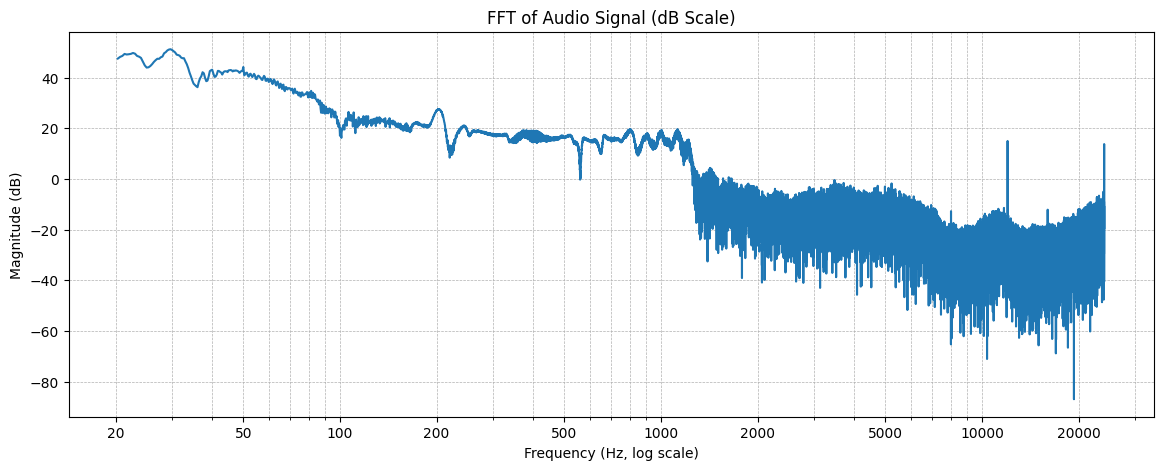 FFT of Audio Signal (dB Scale)
Magnitude (dB)
40
20
0
−20
−40
−60
−80
20 50 100 200 500 1000 2000 5000 10000 20000
Frequency (Hz, log scale)